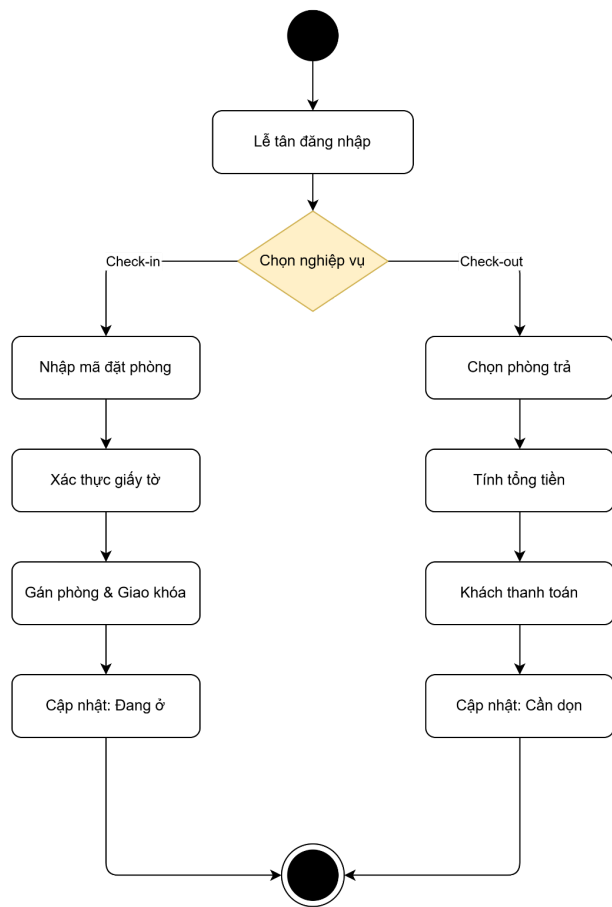 Lễ tân đăng nhập
Chọn nghiệp vụ
Check-in
Check-out
Nhập mã đặt phòng
Chọn phòng trả
Xác thực giấy tờ
Tính tổng tiền
Gán phòng & Giao khóa
Khách thanh toán
Cập nhật: Đang ở
Cập nhật: Cần dọn